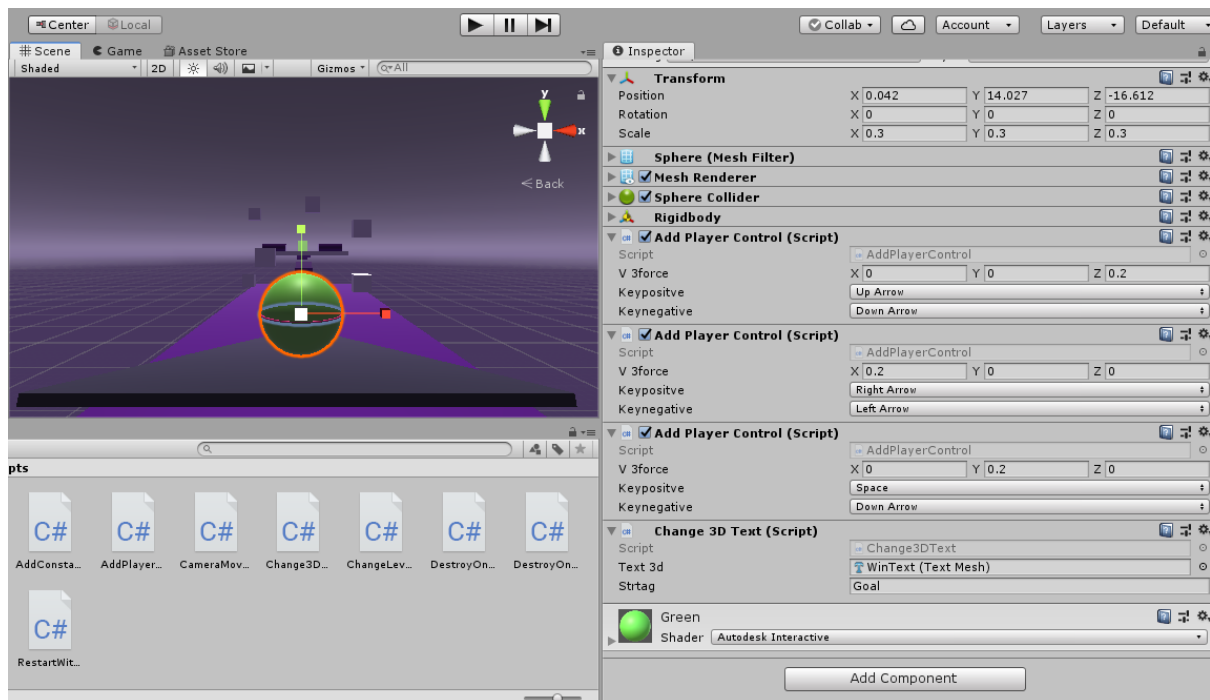 Center Local
Collab Account Layers Default
Scene Game Asset Store
Shaded 2D Gizmos All
y
x
Back
pts
C# C# C# C# C# C# C#
AddConsta... AddPlayer... CameraMov... Change3D... ChangeLev... DestroyOn... DestroyOn...
C#
RestartWit...
Inspector
Transform
Position X 0.042 Y 14.027 Z -16.612
Rotation X 0 Y 0 Z 0
Scale X 0.3 Y 0.3 Z 0.3
Sphere (Mesh Filter)
Mesh Renderer
Sphere Collider
Rigidbody
Add Player Control (Script)
Script AddPlayerControl
V 3force X 0 Y 0 Z 0.2
Keypositve Up Arrow
Keynegative Down Arrow
Add Player Control (Script)
Script AddPlayerControl
V 3force X 0.2 Y 0 Z 0
Keypositve Right Arrow
Keynegative Left Arrow
Add Player Control (Script)
Script AddPlayerControl
V 3force X 0 Y 0.2 Z 0
Keypositve Space
Keynegative Down Arrow
Change 3D Text (Script)
Script Change3DText
Text 3d WinText (Text Mesh)
Strtag Goal
Green
Shader Autodesk Interactive
Add Component